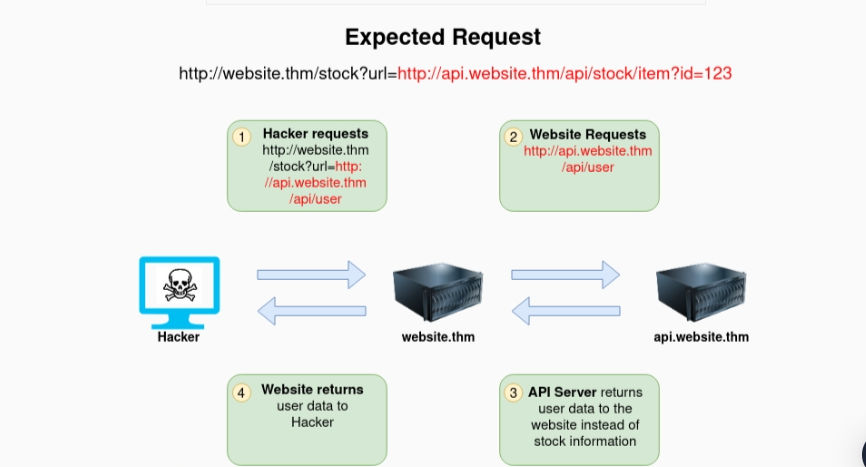 Expected Request
http://website.thm/stock?url=http://api.website.thm/api/stock/item?id=123
1
Hacker requests
http://website.thm
/stock?url=http:
//api.website.thm
/api/user
2
Website Requests
http://api.website.thm
/api/user
Hacker
website.thm
api.website.thm
4
Website returns
user data to
Hacker
3
API Server returns
user data to the
website instead of
stock information